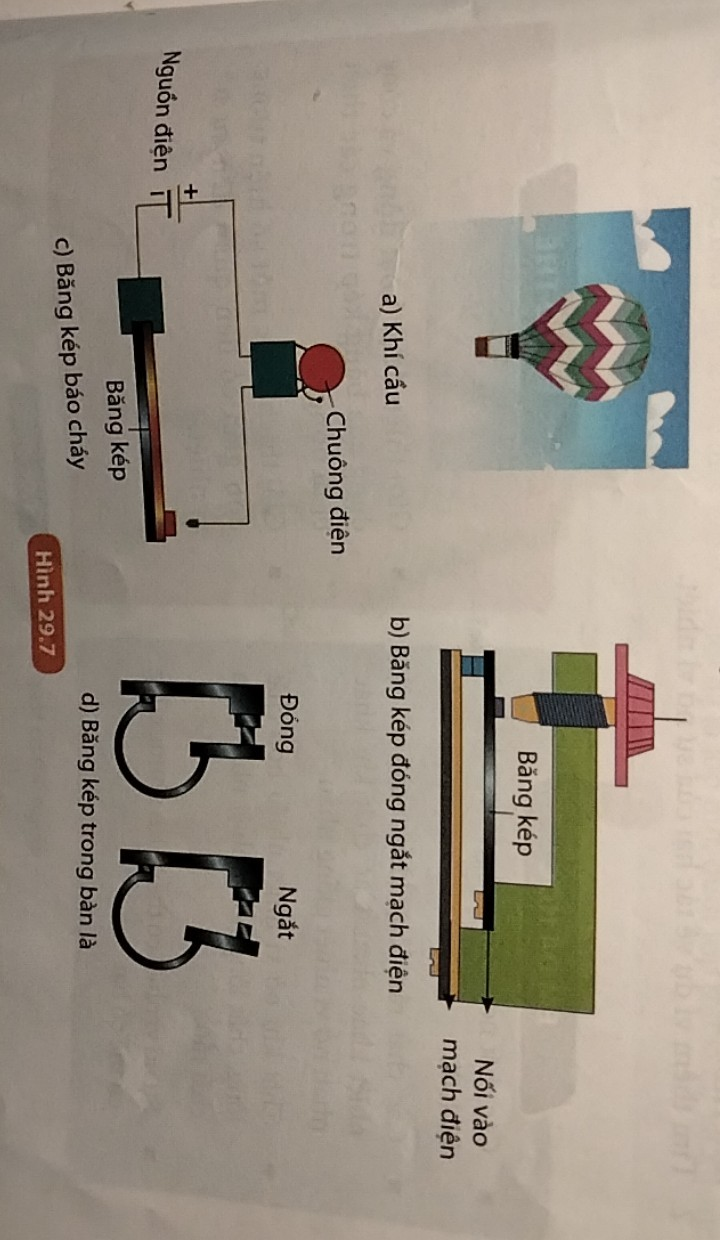 Băng kép
Nối vào
mạch điện
a) Khí cầu
b) Băng kép đóng ngắt mạch điện
Chuông điện
Nguồn điện
+
Băng kép
Đóng
Ngắt
c) Băng kép báo cháy
d) Băng kép trong bàn là
Hình 29.7